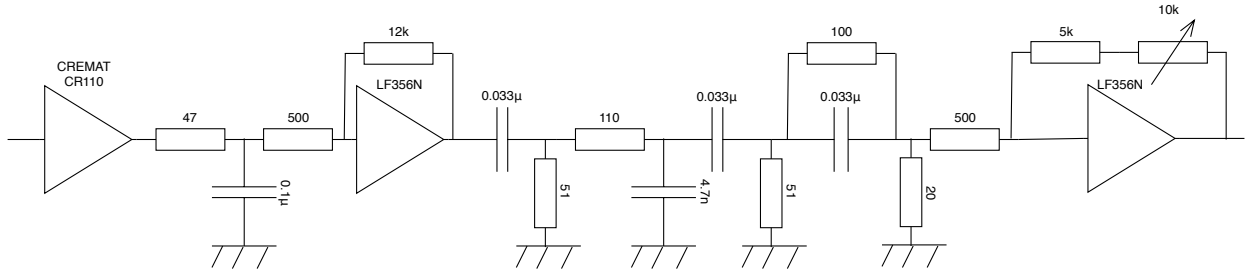 CREMAT
CR110
47
500
0.1μ
12k
LF356N
0.033μ
51
110
4.7n
0.033μ
51
100
0.033μ
20
500
5k
10k
LF356N